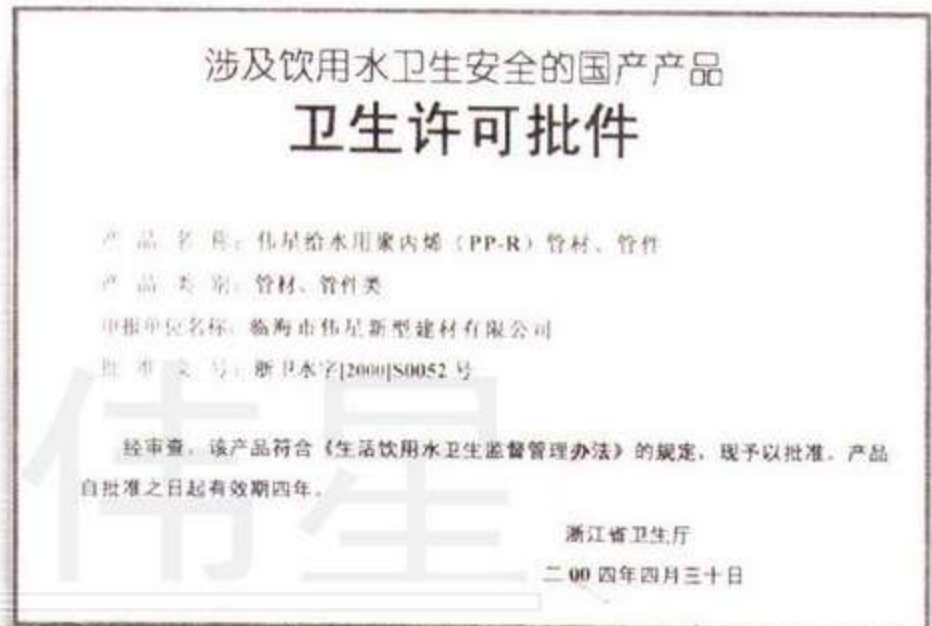 涉及饮用水卫生安全的国产产品
卫生许可批件
产品名称：伟星给水用聚丙烯（PP-R）管材、管件
产品类别：管材、管件类
申报单位名称：临海市伟星新型建材有限公司
批准文号：浙卫水字[2000]S0052号
经审查，该产品符合《生活饮用水卫生监督管理办法》的规定，现予以批准。产品
自批准之日起有效期四年。
浙江省卫生厅
二00四年四月三十日
伟星